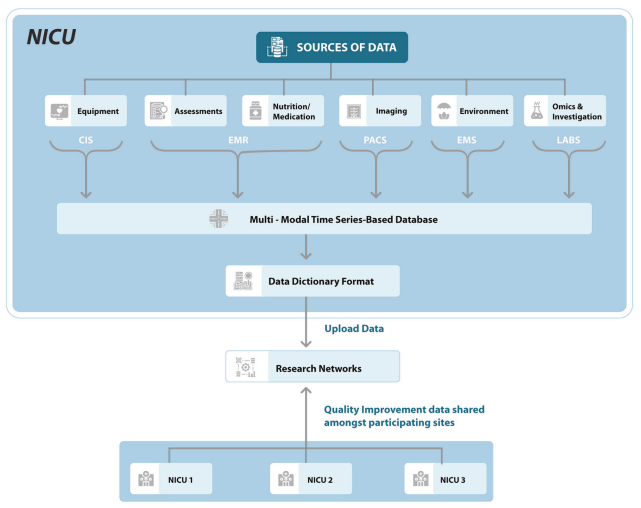 NICU
SOURCES OF DATA
Equipment
Assessments
Nutrition/
Medication
Imaging
Environment
Omics &
Investigation
CIS
EMR
PACS
EMS
LABS
Multi - Modal Time Series-Based Database
Data Dictionary Format
Upload Data
Research Networks
Quality Improvement data shared
amongst participating sites
NICU 1
NICU 2
NICU 3